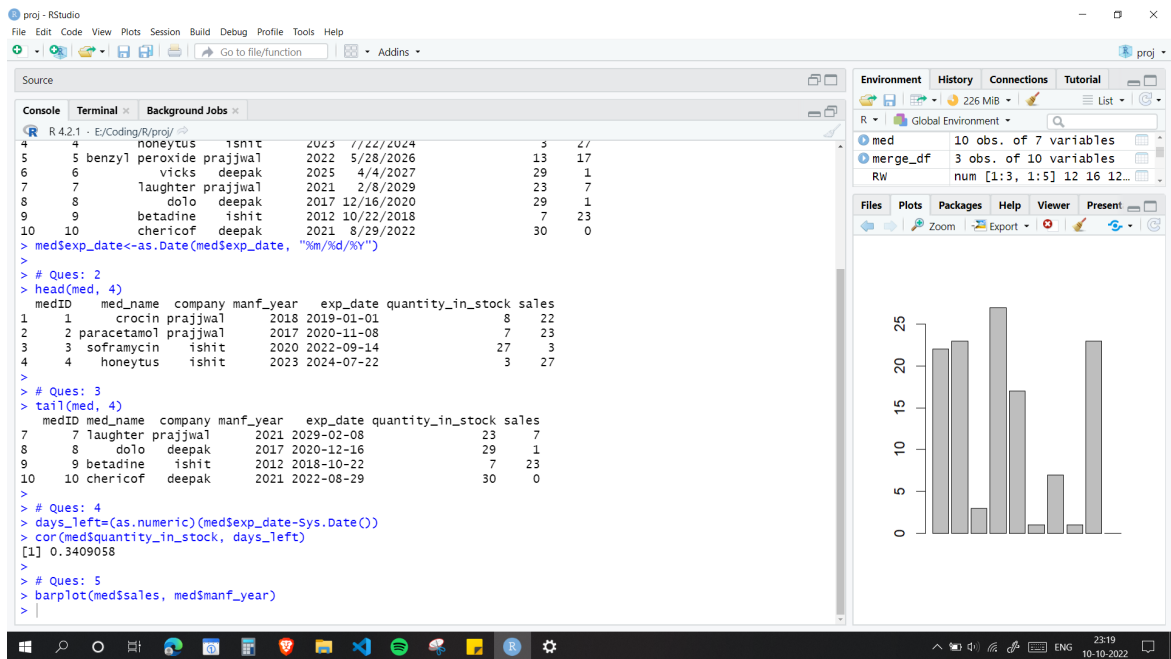 proj - RStudio
File Edit Code View Plots Session Build Debug Profile Tools Help
Go to file/function Addins proj
Source
Console Terminal Background Jobs
R 4.2.1 · E:/Coding/R/proj/
4 4 honeytus ishit 2023 7/22/2024 3 27
5 5 benzyl peroxide prajjwal 2022 5/28/2026 13 17
6 6 vicks deepak 2025 4/4/2027 29 1
7 7 laughter prajjwal 2021 2/8/2029 23 7
8 8 dolo deepak 2017 12/16/2020 29 1
9 9 betadine ishit 2012 10/22/2018 7 23
10 10 chericof deepak 2021 8/29/2022 30 0
> med$exp_date<-as.Date(med$exp_date, "%m/%d/%Y")
>
> # Ques: 2
> head(med, 4)
medID med_name company manf_year exp_date quantity_in_stock sales
1 1 crocin prajjwal 2018 2019-01-01 8 22
2 2 paracetamol prajjwal 2017 2020-11-08 7 23
3 3 soframycin ishit 2020 2022-09-14 27 3
4 4 honeytus ishit 2023 2024-07-22 3 27
>
> # Ques: 3
> tail(med, 4)
medID med_name company manf_year exp_date quantity_in_stock sales
7 7 laughter prajjwal 2021 2029-02-08 23 7
8 8 dolo deepak 2017 2020-12-16 29 1
9 9 betadine ishit 2012 2018-10-22 7 23
10 10 chericof deepak 2021 2022-08-29 30 0
>
> # Ques: 4
> days_left=(as.numeric)(med$exp_date-Sys.Date())
> cor(med$quantity_in_stock, days_left)
[1] 0.3409058
>
> # Ques: 5
> barplot(med$sales, med$manf_year)
>
Environment History Connections Tutorial
226 MiB List
R Global Environment
med 10 obs. of 7 variables
merge_df 3 obs. of 10 variables
RW num [1:3, 1:5] 12 16 12…
Files Plots Packages Help Viewer Present
Zoom Export
25
20
15
10
5
0
ENG 23:19
10-10-2022